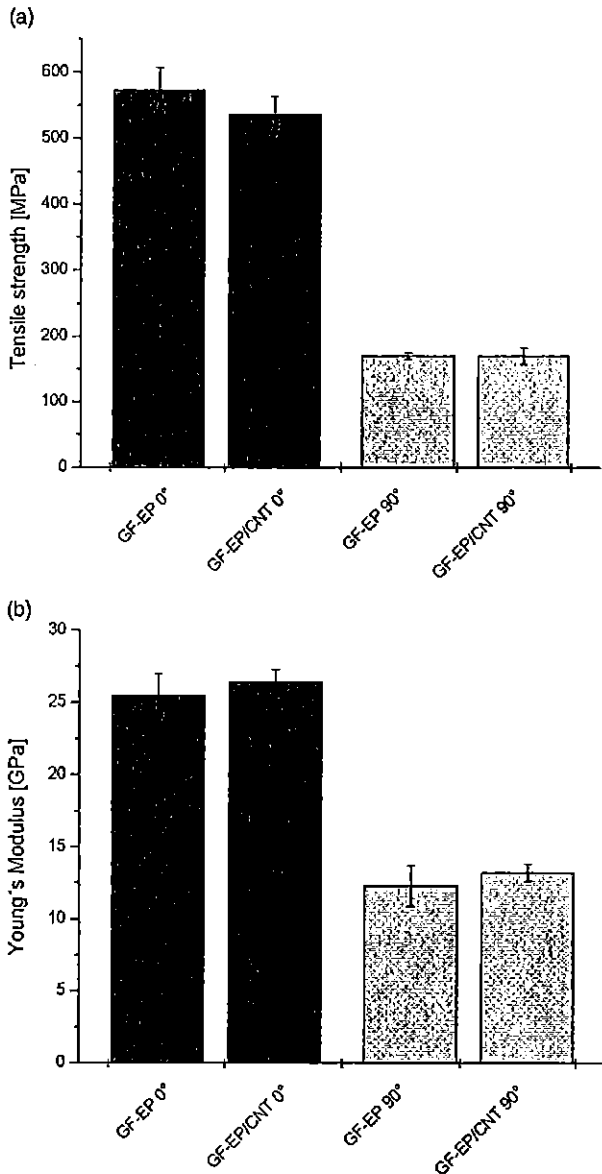 (a)
600
500
400
300
200
100
0
Tensile strength [MPa]
GF-EP 0°
GF-EP/CNT 0°
GF-EP 90°
GF-EP/CNT 90°
(b)
30
25
20
15
10
5
0
Young's Modulus [GPa]
GF-EP 0°
GF-EP/CNT 0°
GF-EP 90°
GF-EP/CNT 90°